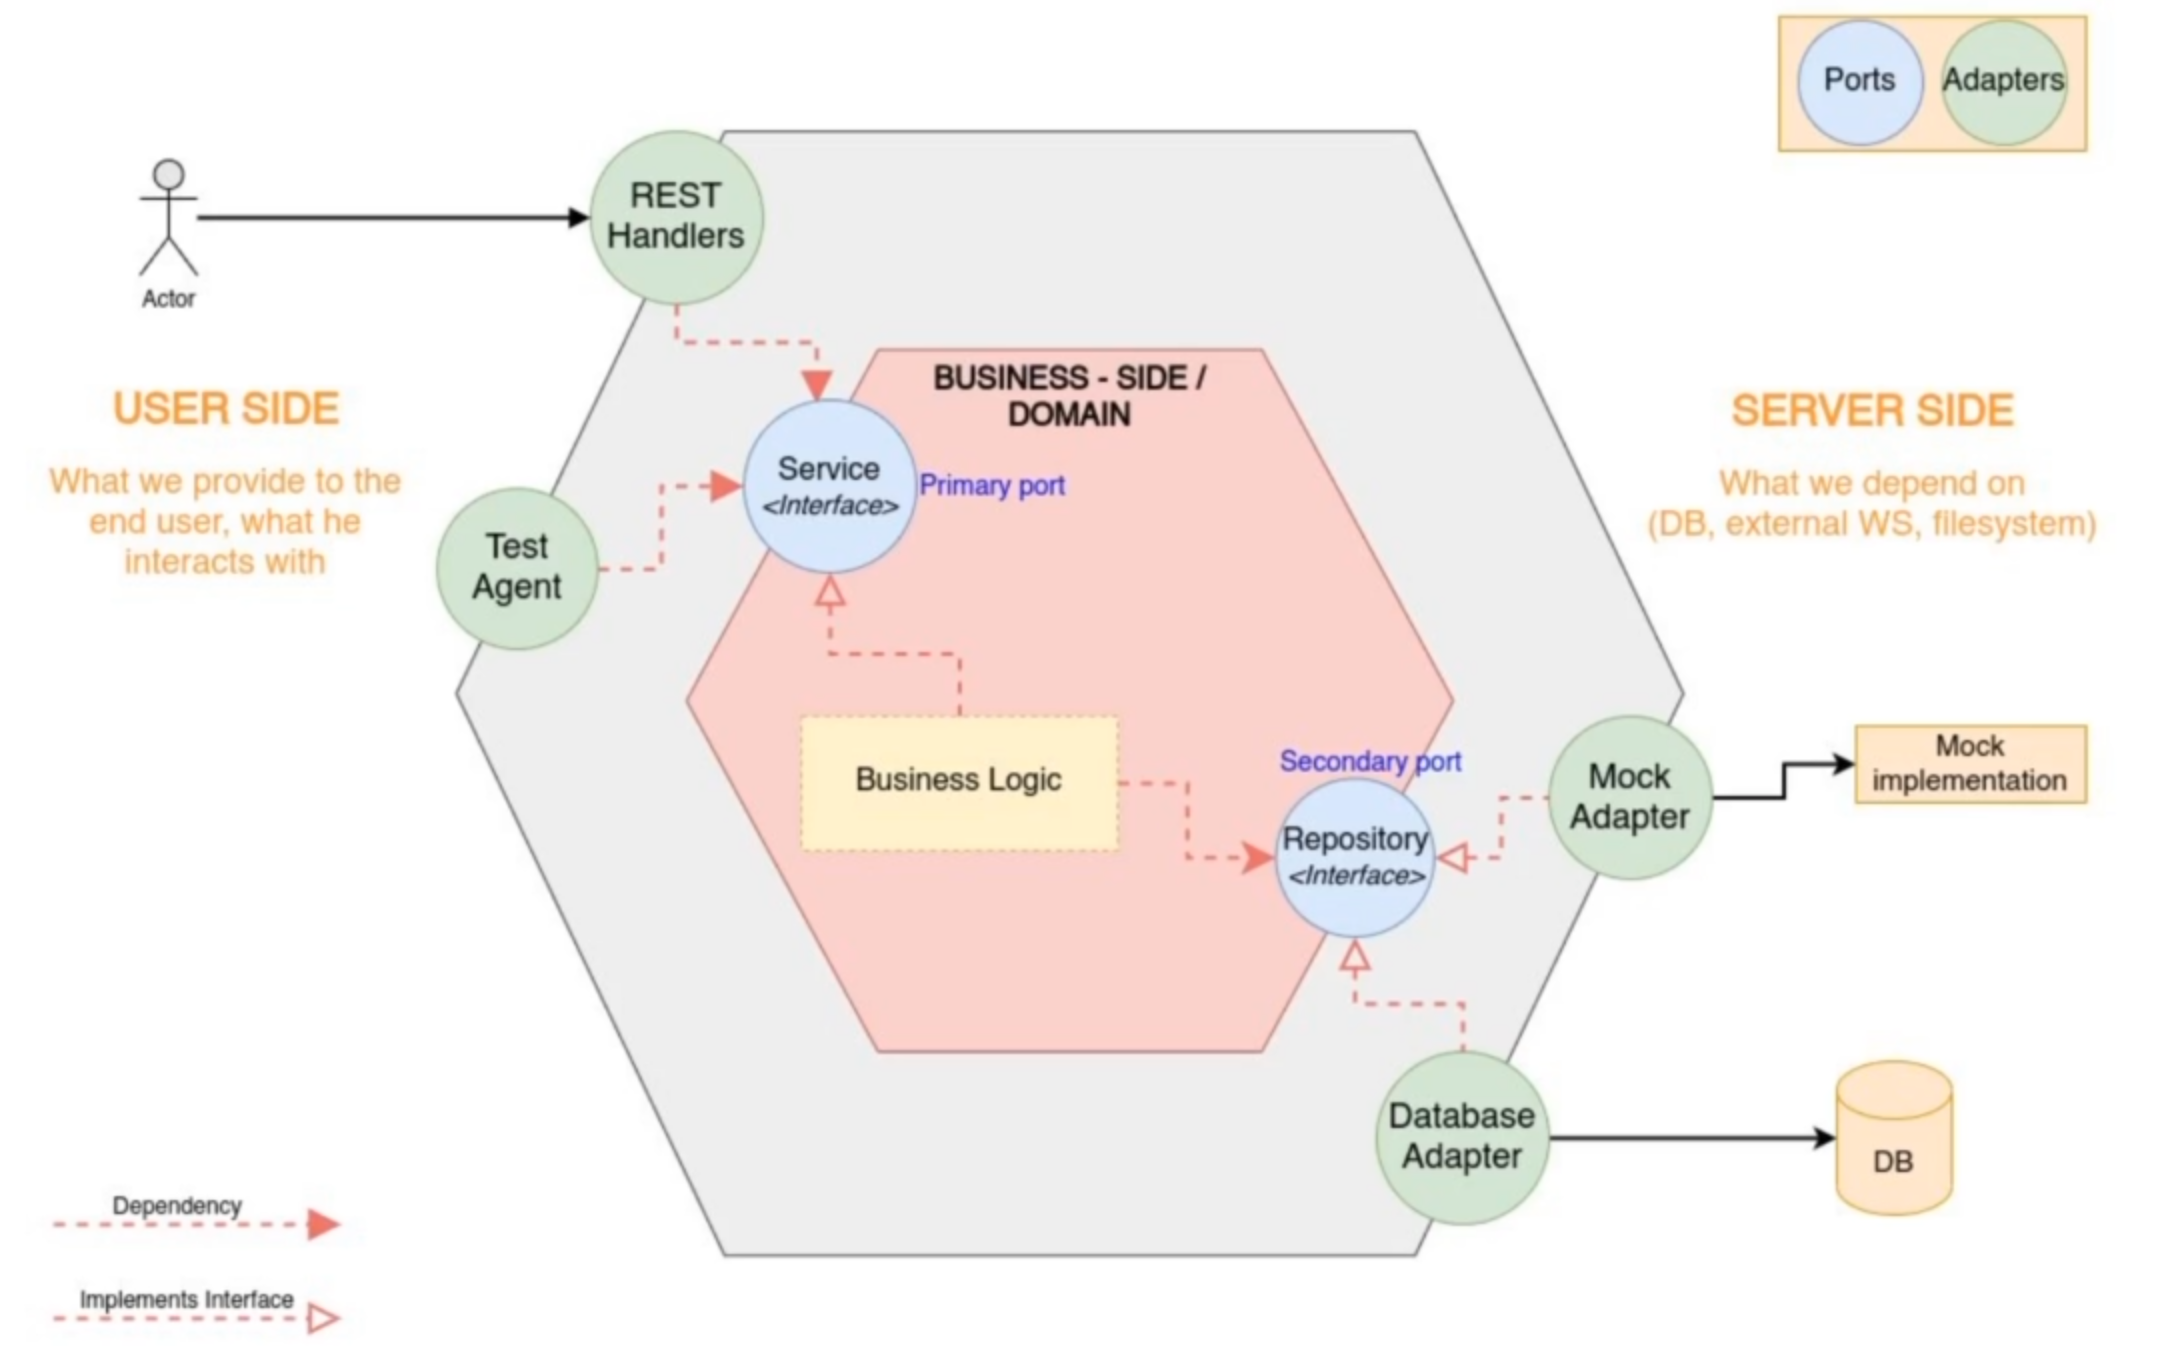 Ports
Adapters
REST
Handlers
Actor
BUSINESS - SIDE /
DOMAIN
USER SIDE
What we provide to the
end user, what he
interacts with
SERVER SIDE
What we depend on
(DB, external WS, filesystem)
Service
<Interface>
Primary port
Test
Agent
Business Logic
Secondary port
Repository
<Interface>
Mock
Adapter
Mock
implementation
Database
Adapter
DB
Dependency
Implements Interface